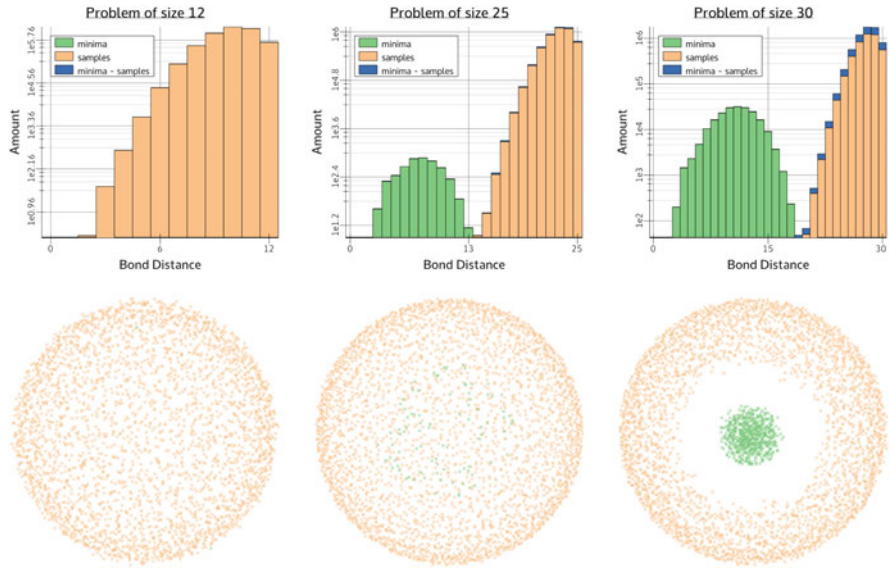 Problem of size 12
1e5.76
1e4.56
1e3.36
1e2.16
1e0.96
Amount
minima
samples
minima - samples
0
6
12
Bond Distance
Problem of size 25
1e6
1e4.8
1e3.6
1e2.4
1e1.2
Amount
minima
samples
minima - samples
0
13
25
Bond Distance
Problem of size 30
1e6
1e5
1e4
1e3
1e2
Amount
minima
samples
minima - samples
0
15
30
Bond Distance